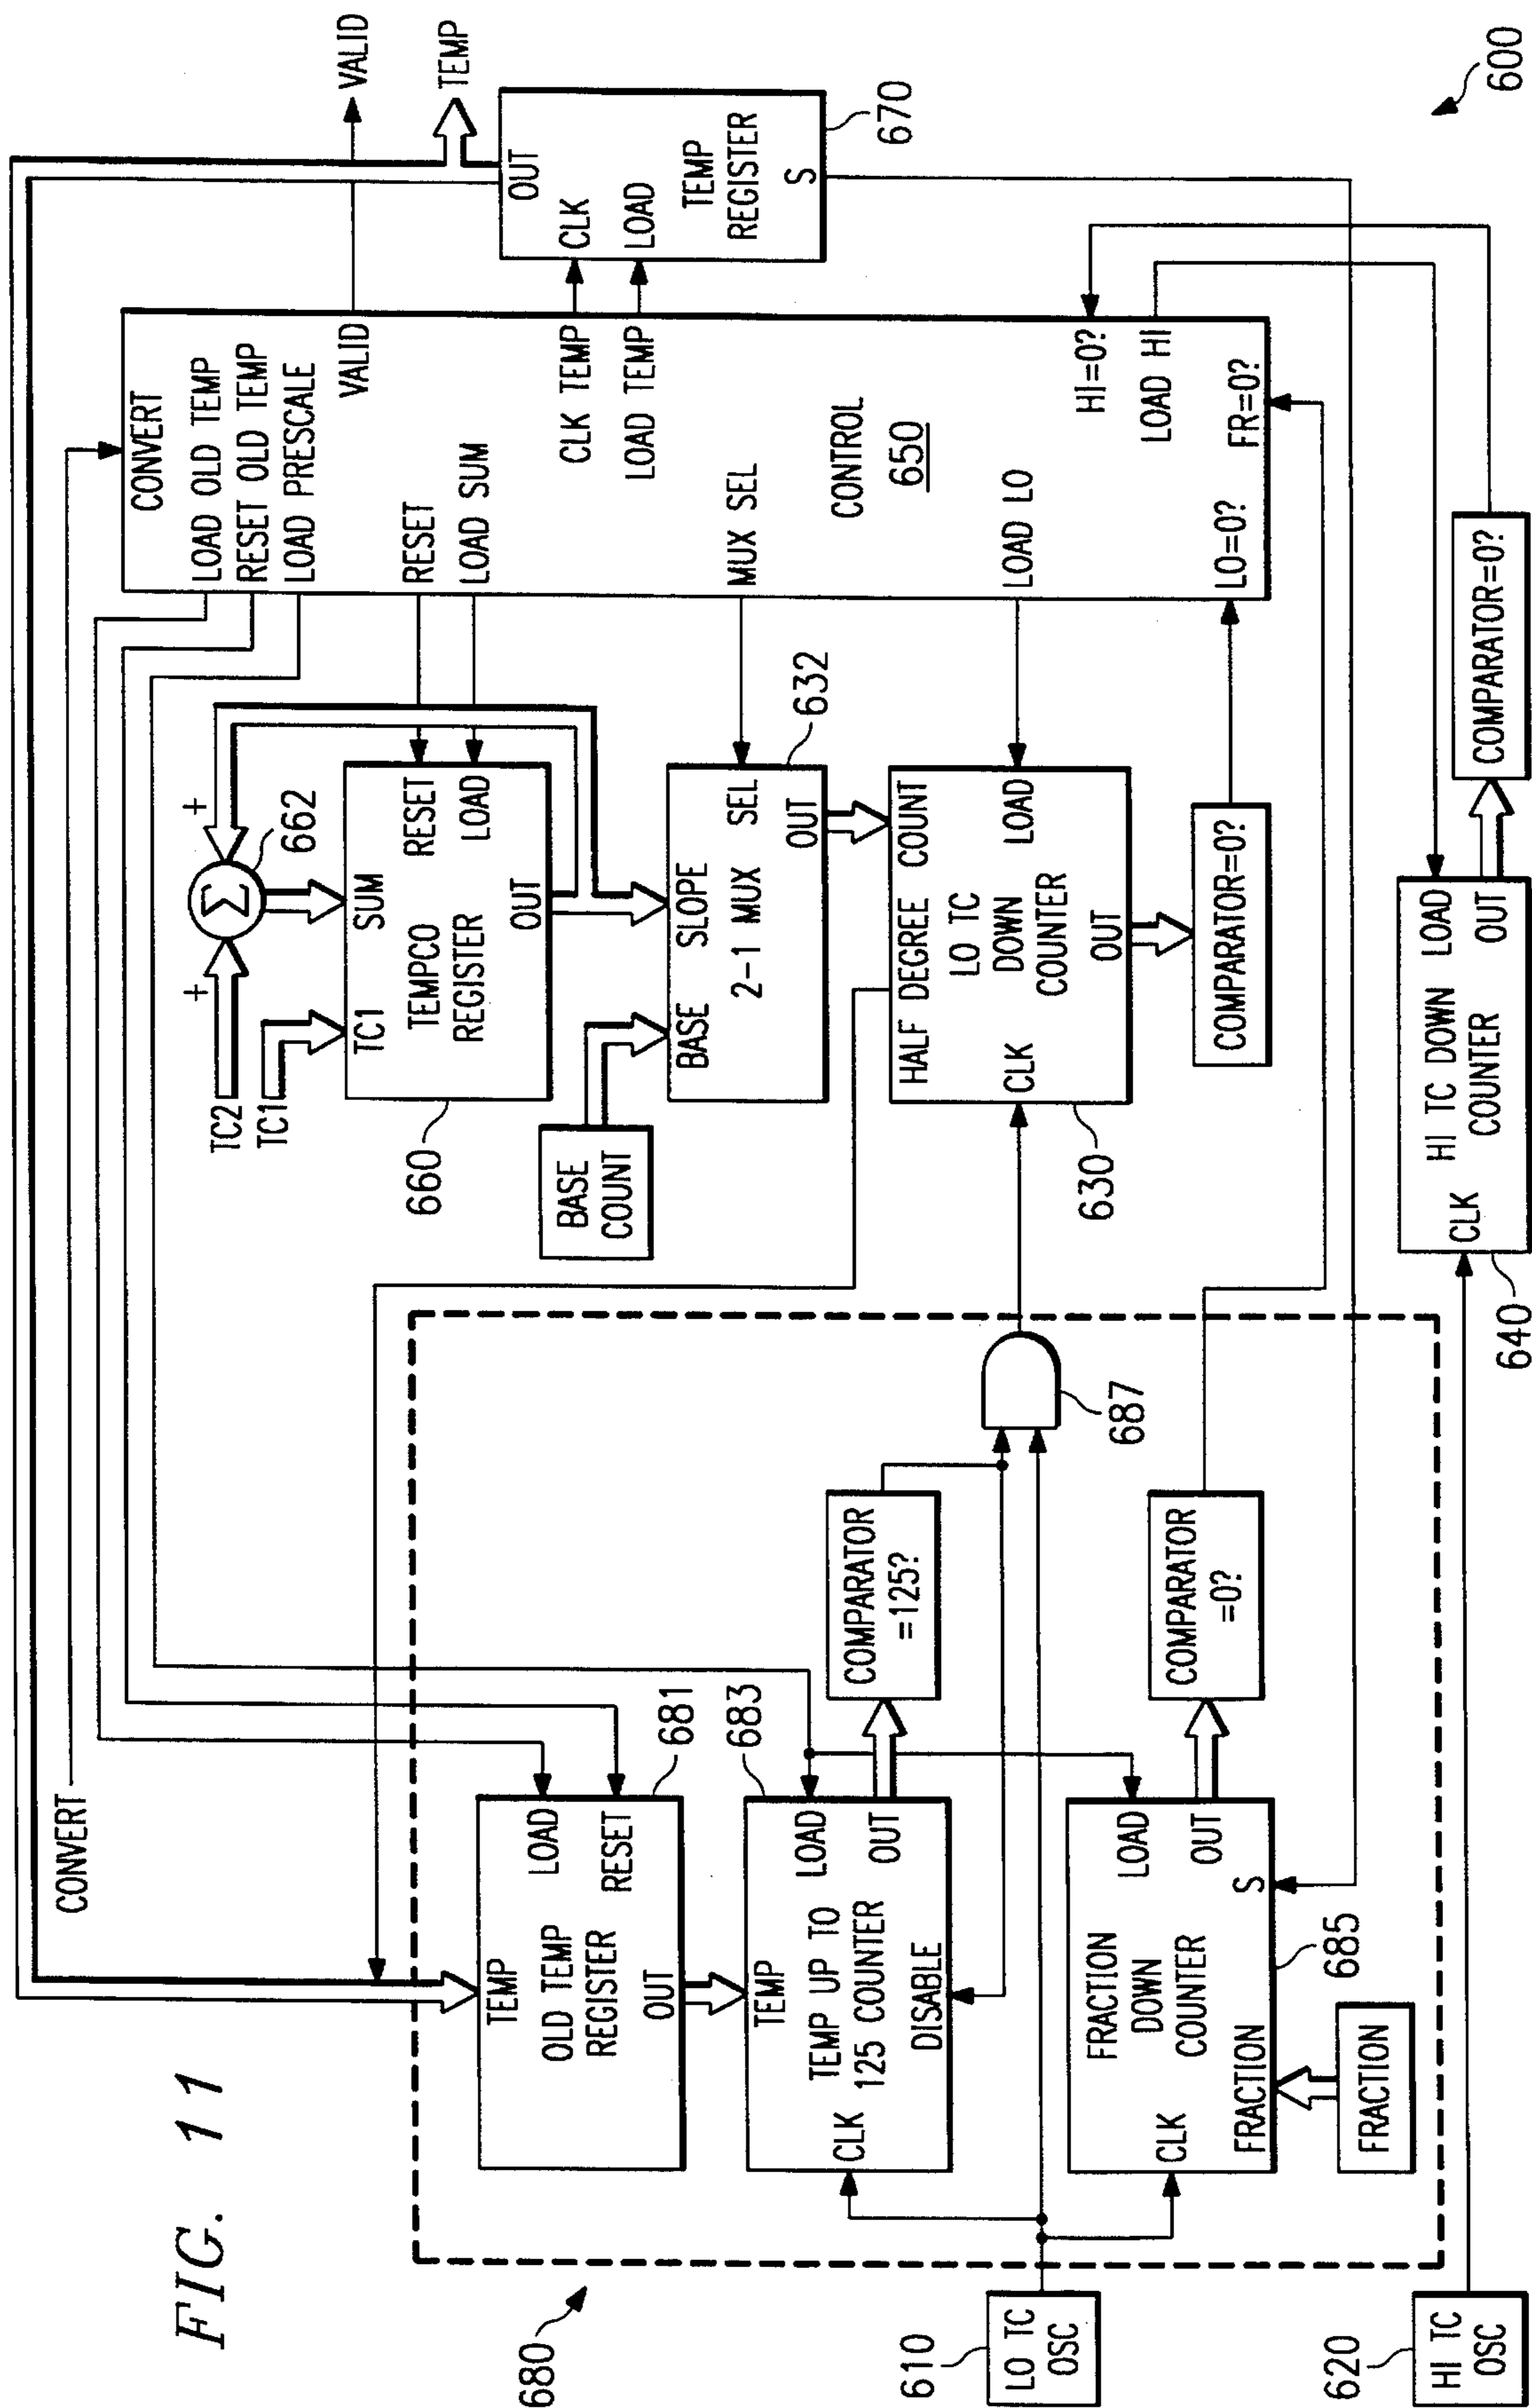 FIG. 11
600
CONVERT
VALID
TEMP
CONVERT
LOAD OLD TEMP
RESET OLD TEMP
LOAD PRESCALE
VALID
RESET
LOAD SUM
CLK TEMP
LOAD TEMP
MUX SEL
CONTROL
650
HI=0?
LOAD LO
LOAD HI
LO=0?
FR=0?
OUT
CLK
LOAD
TEMP
REGISTER
S
670
+
+
Σ
662
TC2
TC1
TC1
SUM
TEMPCO
REGISTER
RESET
LOAD
OUT
660
BASE
COUNT
BASE
SLOPE
2-1 MUX
SEL
OUT
632
HALF DEGREE
COUNT
LO TC
DOWN
COUNTER
CLK
LOAD
OUT
630
COMPARATOR=0?
680
TEMP
LOAD
OLD TEMP
REGISTER
RESET
OUT
681
683
TEMP
LOAD
TEMP UP TO
125 COUNTER
CLK
OUT
DISABLE
COMPARATOR
=125?
687
FRACTION
DOWN
COUNTER
LOAD
OUT
CLK
S
FRACTION
685
FRACTION
COMPARATOR
=0?
610
LO TC
OSC
620
HI TC
OSC
HI TC DOWN
COUNTER
CLK
LOAD
OUT
640
COMPARATOR=0?